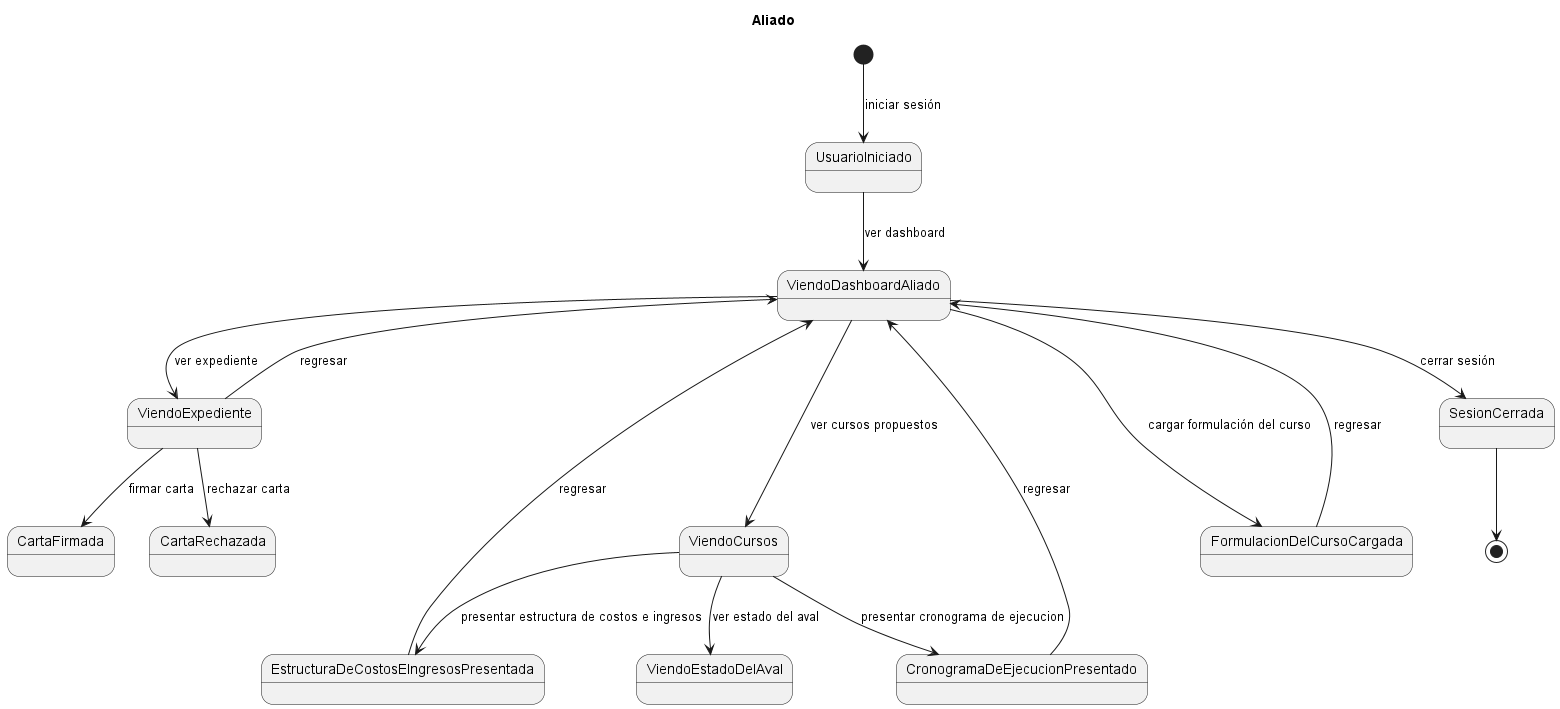 Aliado
iniciar sesión
UsuarioIniciado
ver dashboard
ViendoDashboardAliado
ver expediente
regresar
cerrar sesión
ViendoExpediente
SesionCerrada
ver cursos propuestos
cargar formulación del curso
regresar
firmar carta
rechazar carta
regresar
regresar
CartaFirmada
CartaRechazada
ViendoCursos
FormulacionDelCursoCargada
presentar estructura de costos e ingresos
ver estado del aval
presentar cronograma de ejecucion
EstructuraDeCostosEIngresosPresentada
ViendoEstadoDelAval
CronogramaDeEjecucionPresentado